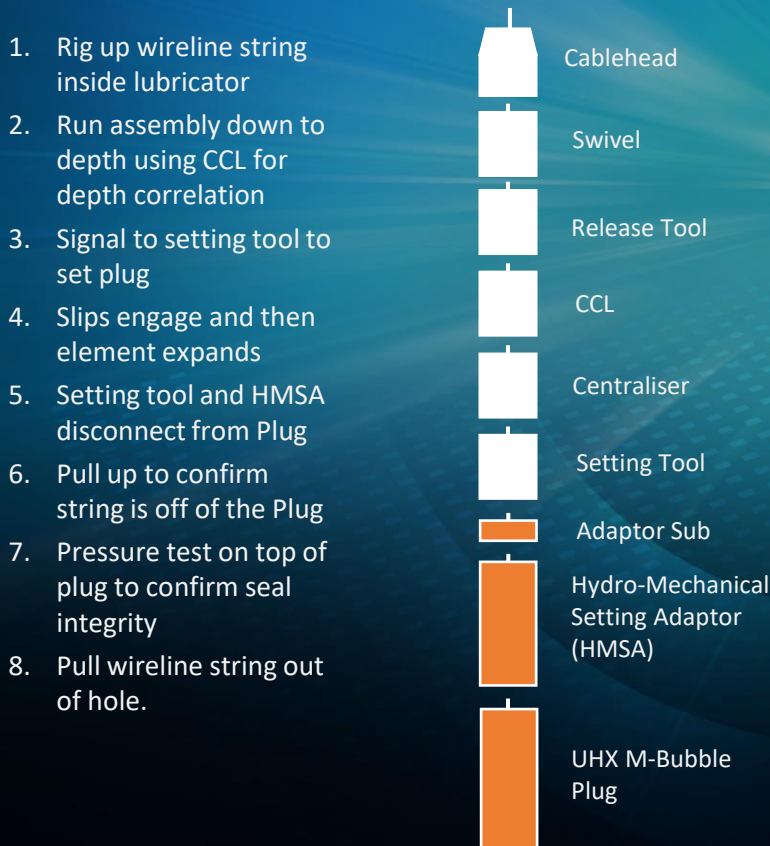 1. Rig up wireline string
inside lubricator
2. Run assembly down to
depth using CCL for
depth correlation
3. Signal to setting tool to
set plug
4. Slips engage and then
element expands
5. Setting tool and HMSA
disconnect from Plug
6. Pull up to confirm
string is off of the Plug
7. Pressure test on top of
plug to confirm seal
integrity
8. Pull wireline string out
of hole.
Cablehead
Swivel
Release Tool
CCL
Centraliser
Setting Tool
Adaptor Sub
Hydro-Mechanical
Setting Adaptor
(HMSA)
UHX M-Bubble
Plug